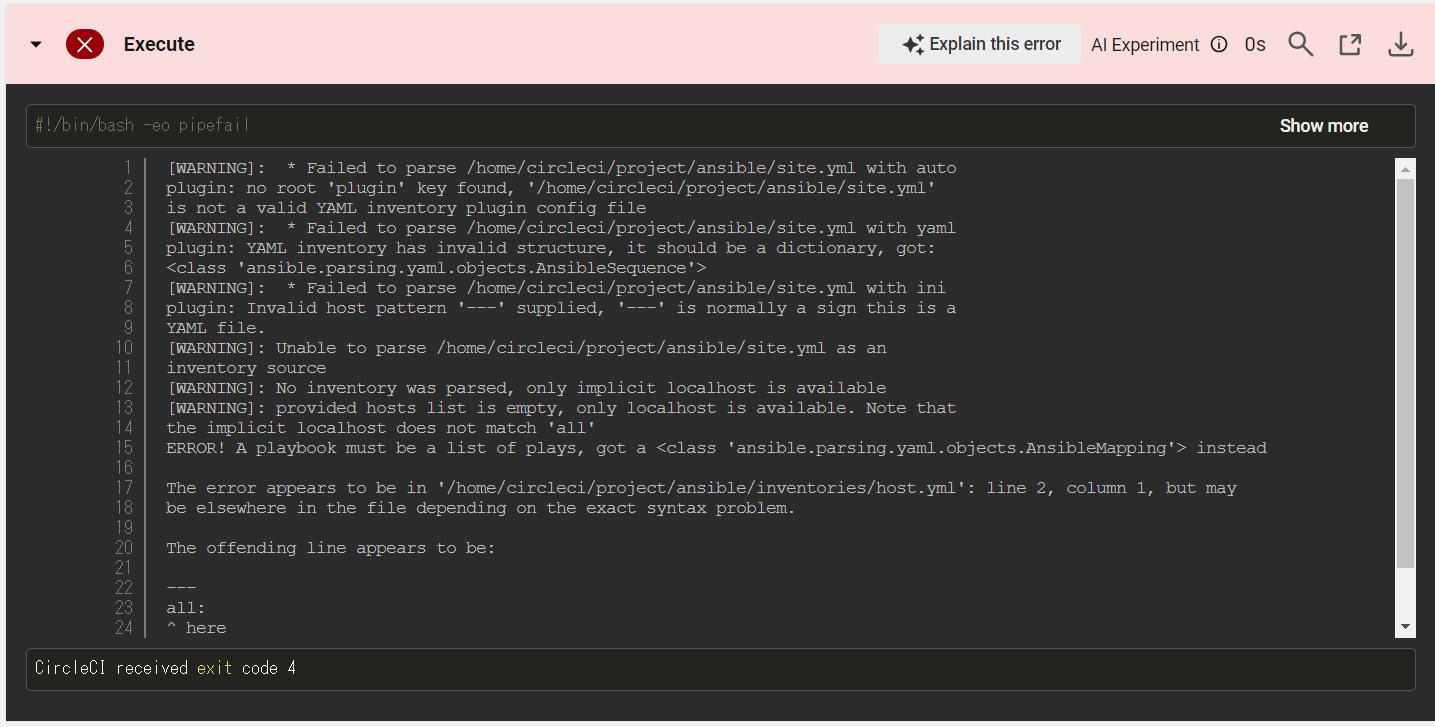 Execute
Explain this error
AI Experiment
0s
#!/bin/bash -eo pipefail
Show more
1 [WARNING]:  * Failed to parse /home/circleci/project/ansible/site.yml with auto
2 plugin: no root 'plugin' key found, '/home/circleci/project/ansible/site.yml'
3 is not a valid YAML inventory plugin config file
4 [WARNING]:  * Failed to parse /home/circleci/project/ansible/site.yml with yaml
5 plugin: YAML inventory has invalid structure, it should be a dictionary, got:
6 <class 'ansible.parsing.yaml.objects.AnsibleSequence'>
7 [WARNING]:  * Failed to parse /home/circleci/project/ansible/site.yml with ini
8 plugin: Invalid host pattern '---' supplied, '---' is normally a sign this is a
9 YAML file.
10 [WARNING]: Unable to parse /home/circleci/project/ansible/site.yml as an
11 inventory source
12 [WARNING]: No inventory was parsed, only implicit localhost is available
13 [WARNING]: provided hosts list is empty, only localhost is available. Note that
14 the implicit localhost does not match 'all'
15 ERROR! A playbook must be a list of plays, got a <class 'ansible.parsing.yaml.objects.AnsibleMapping'> instead
16
17 The error appears to be in '/home/circleci/project/ansible/inventories/host.yml': line 2, column 1, but may
18 be elsewhere in the file depending on the exact syntax problem.
19
20 The offending line appears to be:
21
22 ---
23 all:
24 ^ here
CircleCI received exit code 4